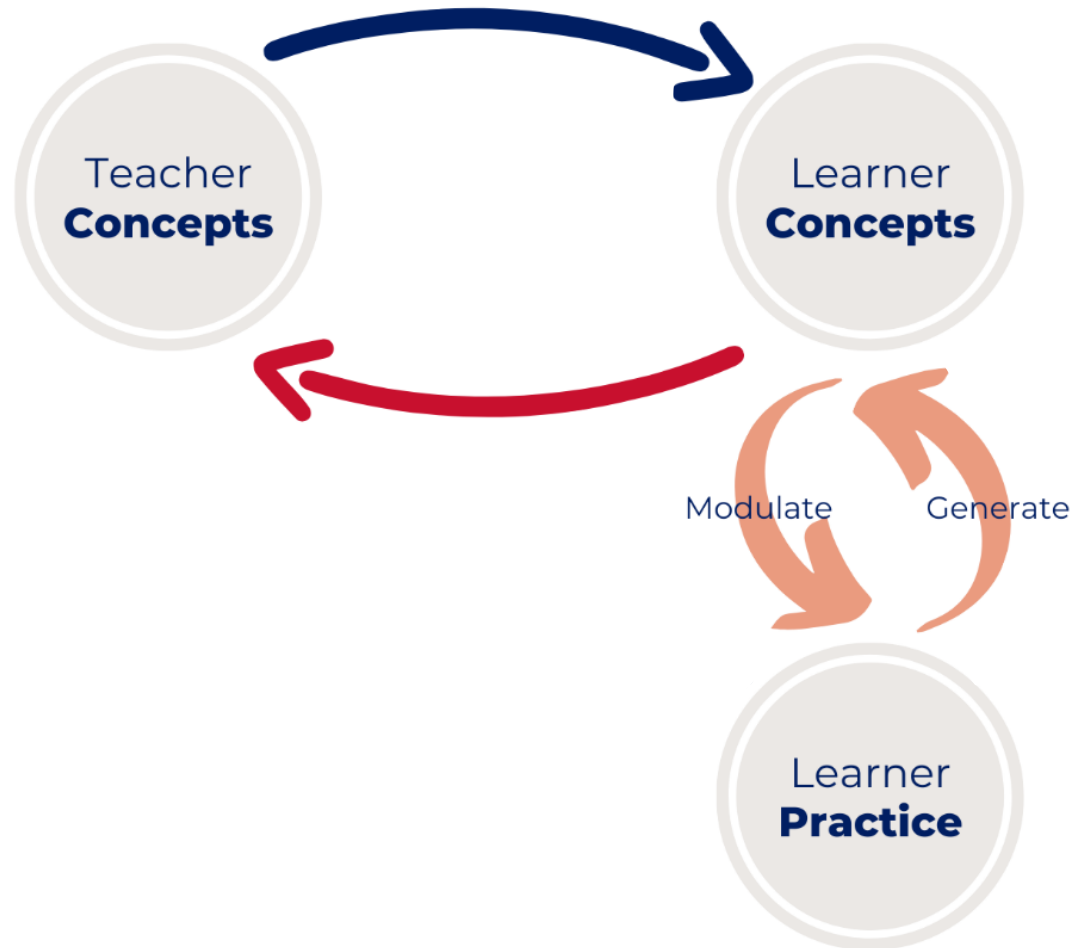 Teacher
Concepts
Learner
Concepts
Modulate
Generate
Learner
Practice